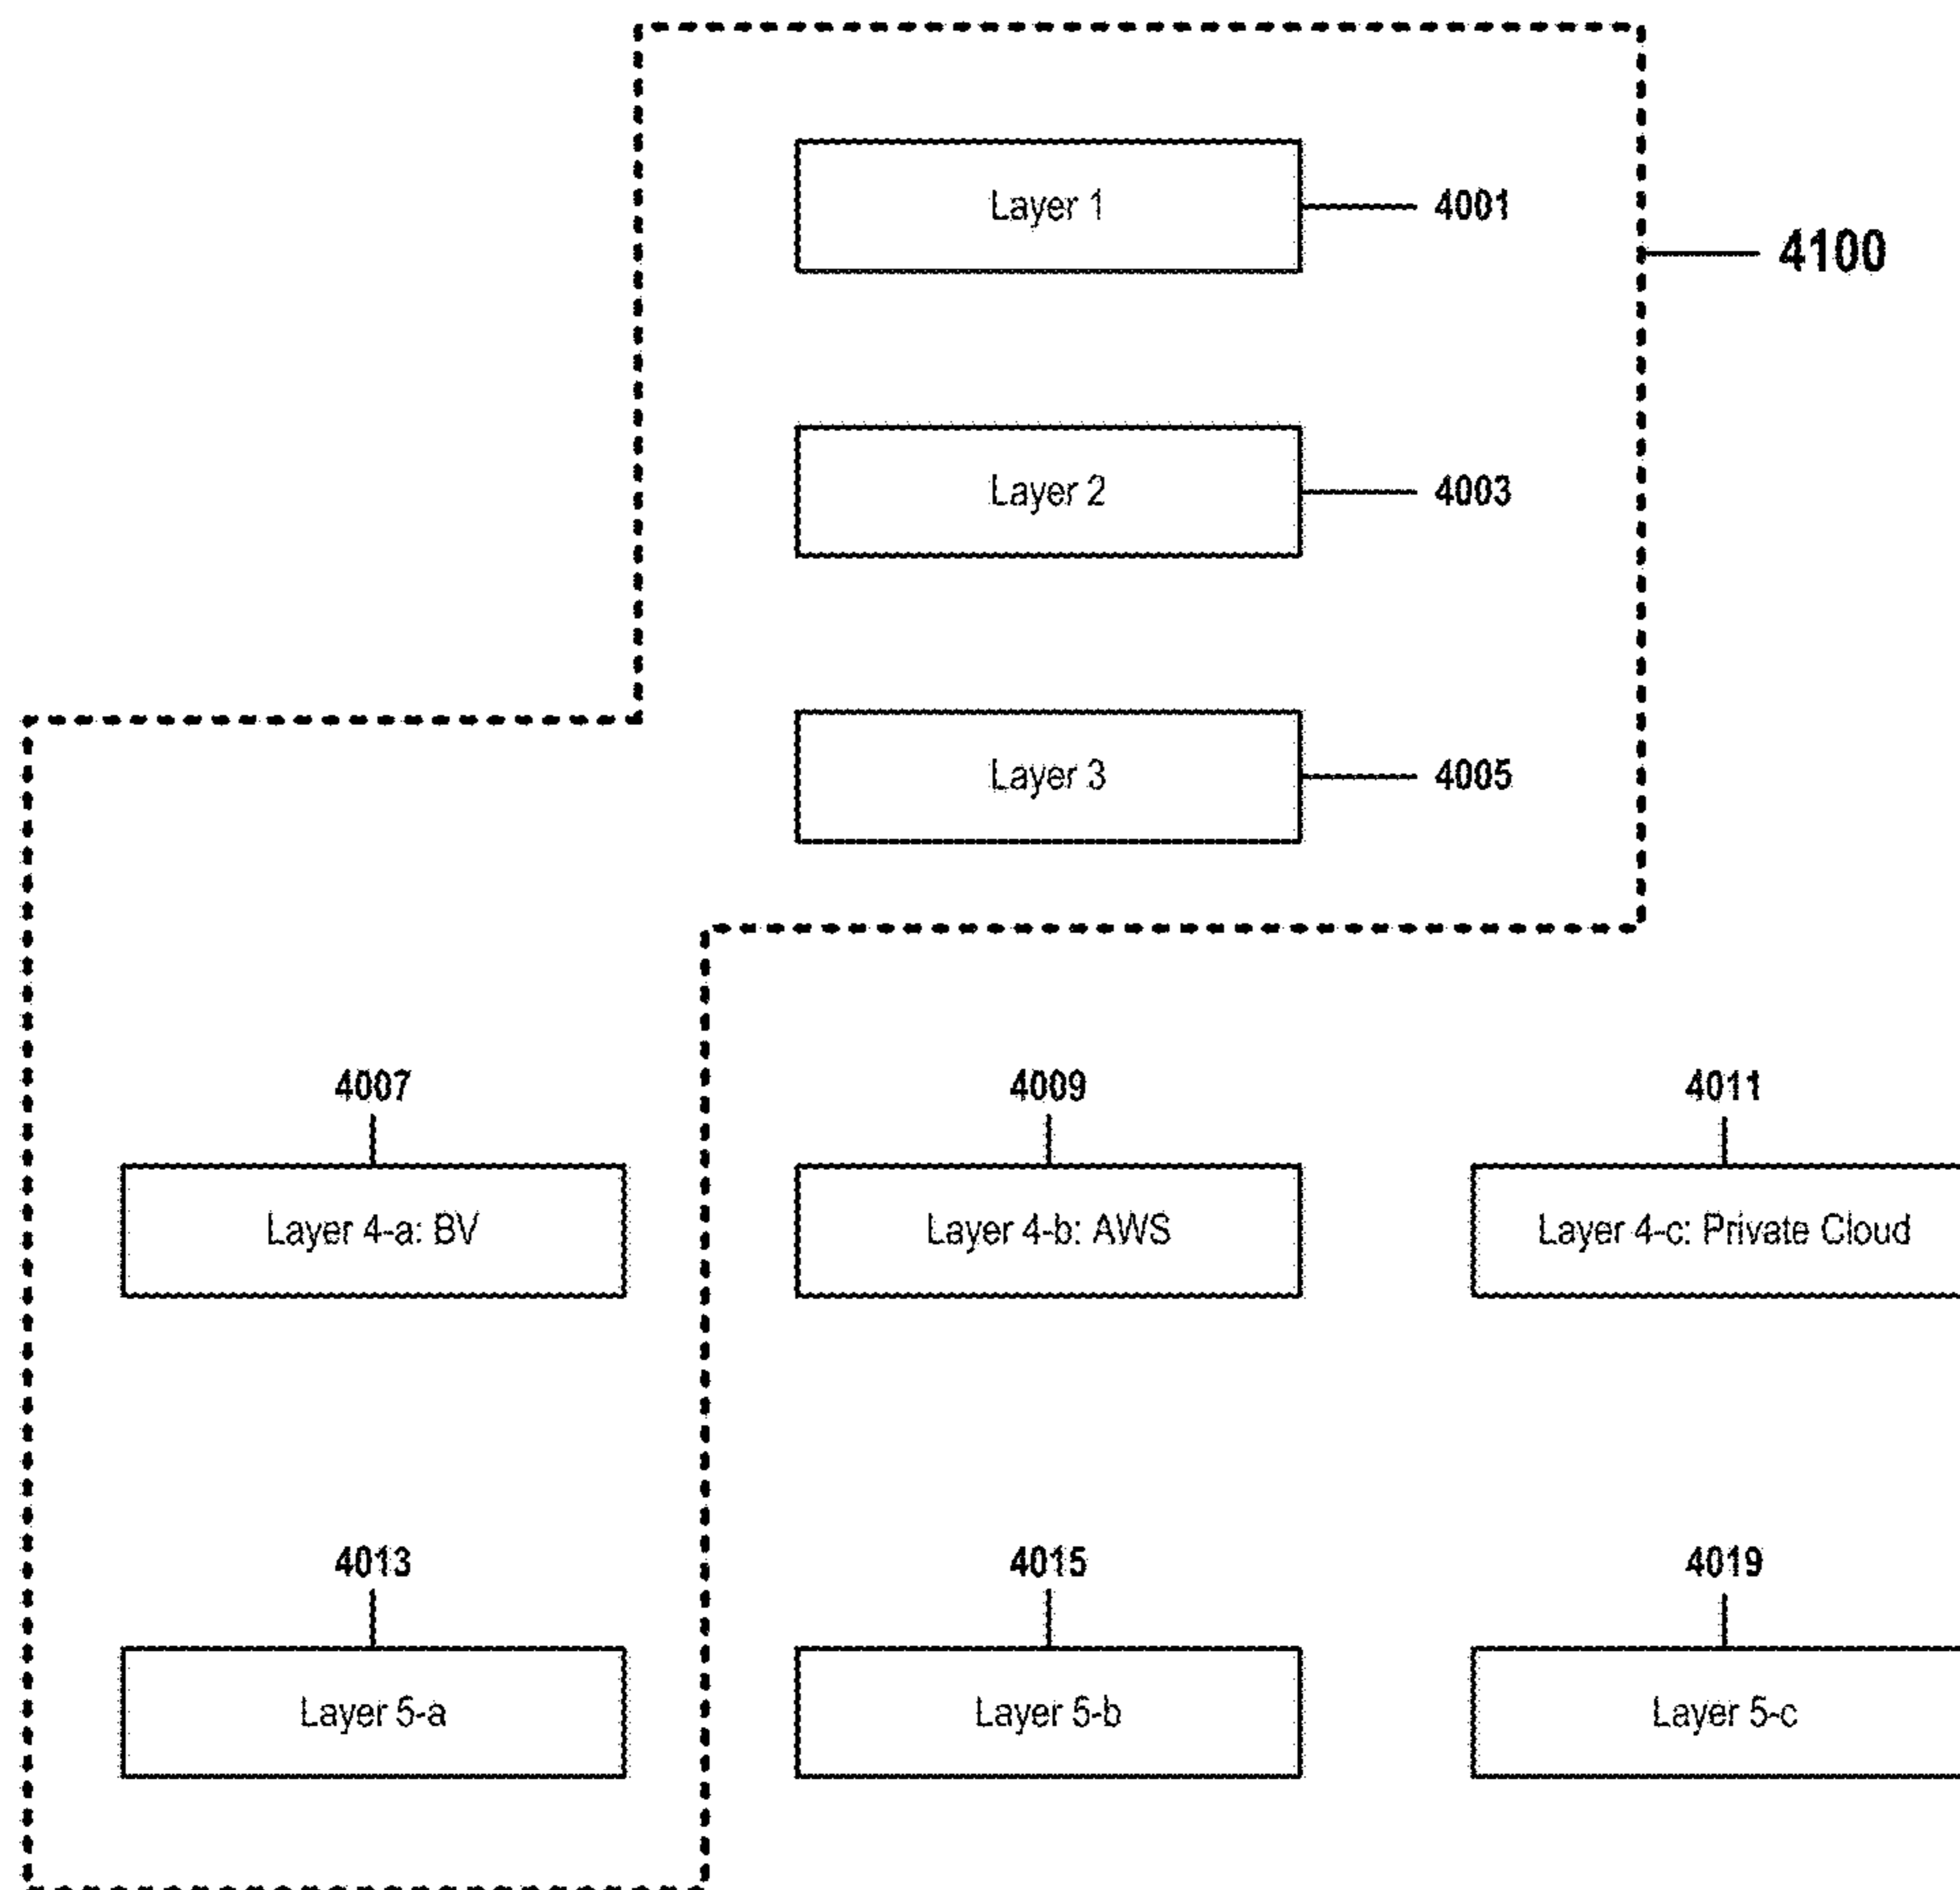 Layer 1
4001
4100
Layer 2
4003
Layer 3
4005
4007
4009
4011
Layer 4-a: BV
Layer 4-b: AWS
Layer 4-c: Private Cloud
4013
4015
4019
Layer 5-a
Layer 5-b
Layer 5-c